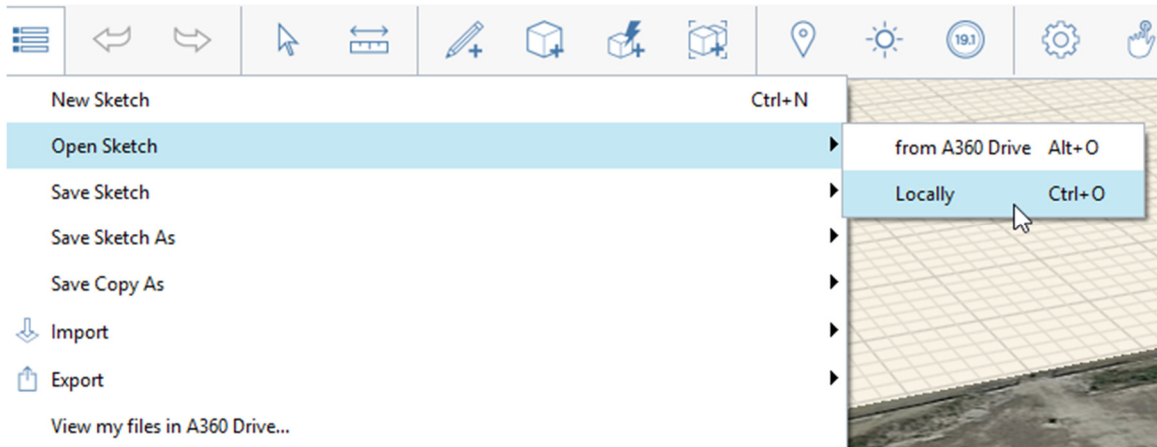 19.1
New Sketch Ctrl+N
Open Sketch
from A360 Drive Alt+O
Save Sketch
Locally Ctrl+O
Save Sketch As
Save Copy As
Import
Export
View my files in A360 Drive...